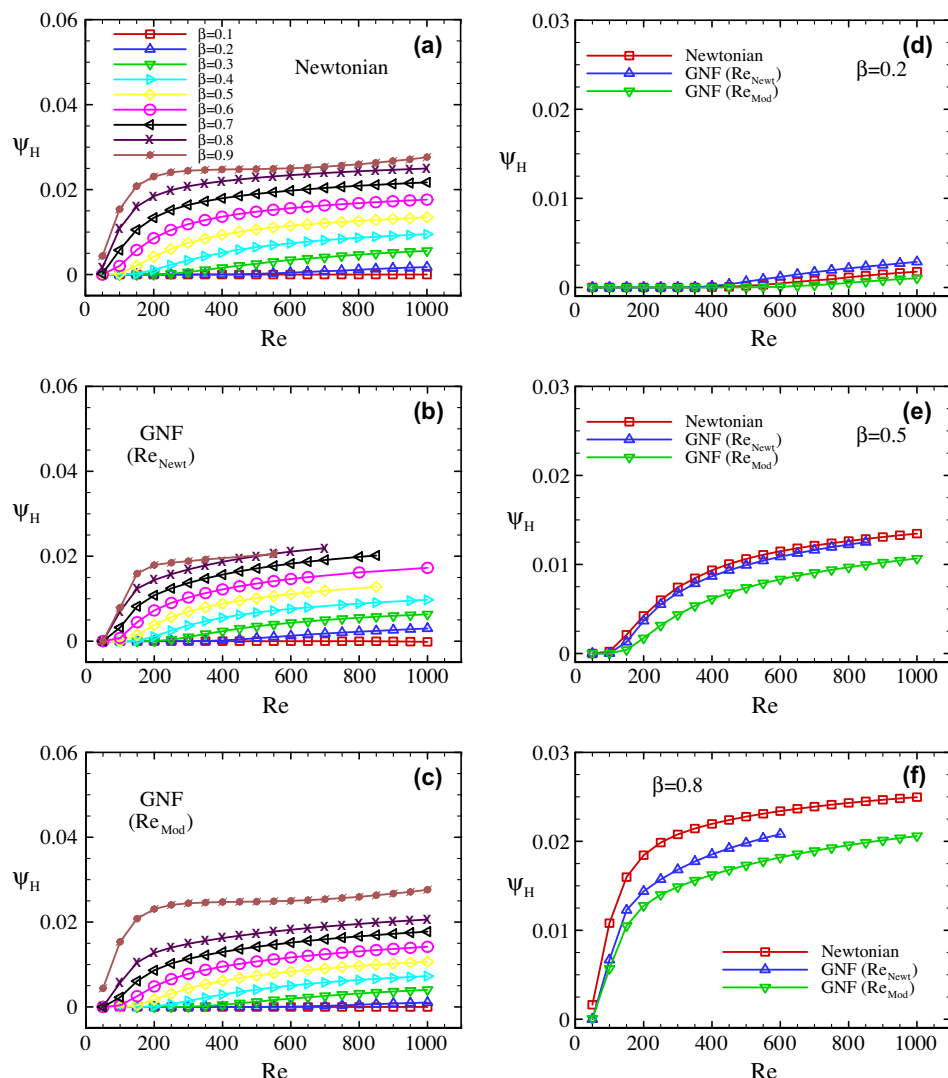 0.06
0.04
0.02
0
ψH
β=0.1
β=0.2
β=0.3
β=0.4
β=0.5
β=0.6
β=0.7
β=0.8
β=0.9
Newtonian
(a)
0 200 400 600 800 1000
Re
0.03
0.02
0.01
0
ψH
Newtonian
GNF (ReNewt)
GNF (ReMod)
β=0.2
(d)
0 200 400 600 800 1000
Re
0.06
0.04
0.02
0
ψH
GNF
(ReNewt)
(b)
0 200 400 600 800 1000
Re
0.03
0.02
0.01
0
ψH
Newtonian
GNF (ReNewt)
GNF (ReMod)
β=0.5
(e)
0 200 400 600 800 1000
Re
0.06
0.04
0.02
0
ψH
GNF
(ReMod)
(c)
0 200 400 600 800 1000
Re
0.03
0.02
0.01
0
ψH
β=0.8
(f)
Newtonian
GNF (ReNewt)
GNF (ReMod)
0 200 400 600 800 1000
Re